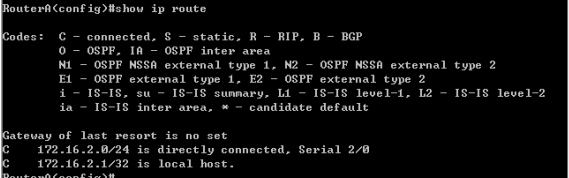 RouterA(config)#show ip route
Codes: C - connected, S - static, R - RIP, B - BGP
O - OSPF, IA - OSPF inter area
N1 - OSPF NSSA external type 1, N2 - OSPF NSSA external type 2
E1 - OSPF external type 1, E2 - OSPF external type 2
i - IS-IS, su - IS-IS summary, L1 - IS-IS level-1, L2 - IS-IS level-2
ia - IS-IS inter area, * - candidate default
Gateway of last resort is no set
C 172.16.2.0/24 is directly connected, Serial 2/0
C 172.16.2.1/32 is local host.
RouterA(config)#